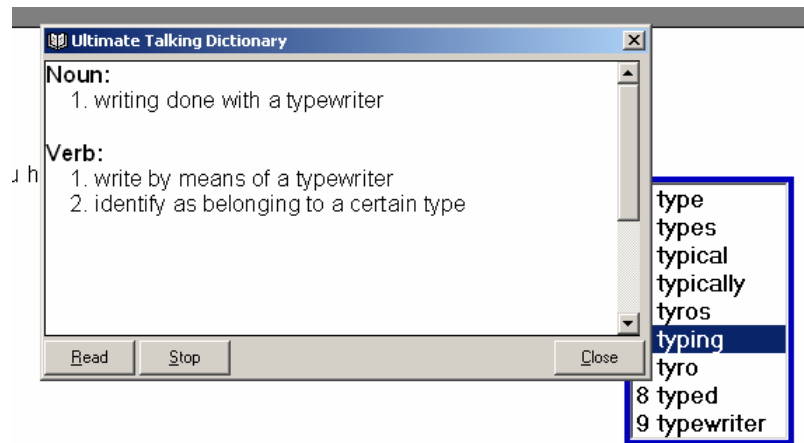 Ultimate Talking Dictionary
Noun:
1. writing done with a typewriter
Verb:
1. write by means of a typewriter
2. identify as belonging to a certain type
Read Stop Close
h
type
types
typical
typically
tyros
typing
tyro
8 typed
9 typewriter